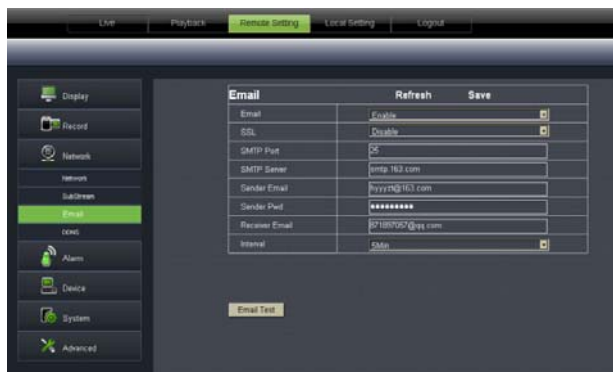 Live Playback Remote Setting Local Setting Logout
Display
Record
Network
Network
SubStream
Email
DDNS
Alarm
Device
System
Advanced
Email Refresh Save
Email Enable
SSL Disable
SMTP Port 25
SMTP Server smtp.163.com
Sender Email
Sender Pwd •••••••••
Receiver Email
Interval 5Min
Email Test